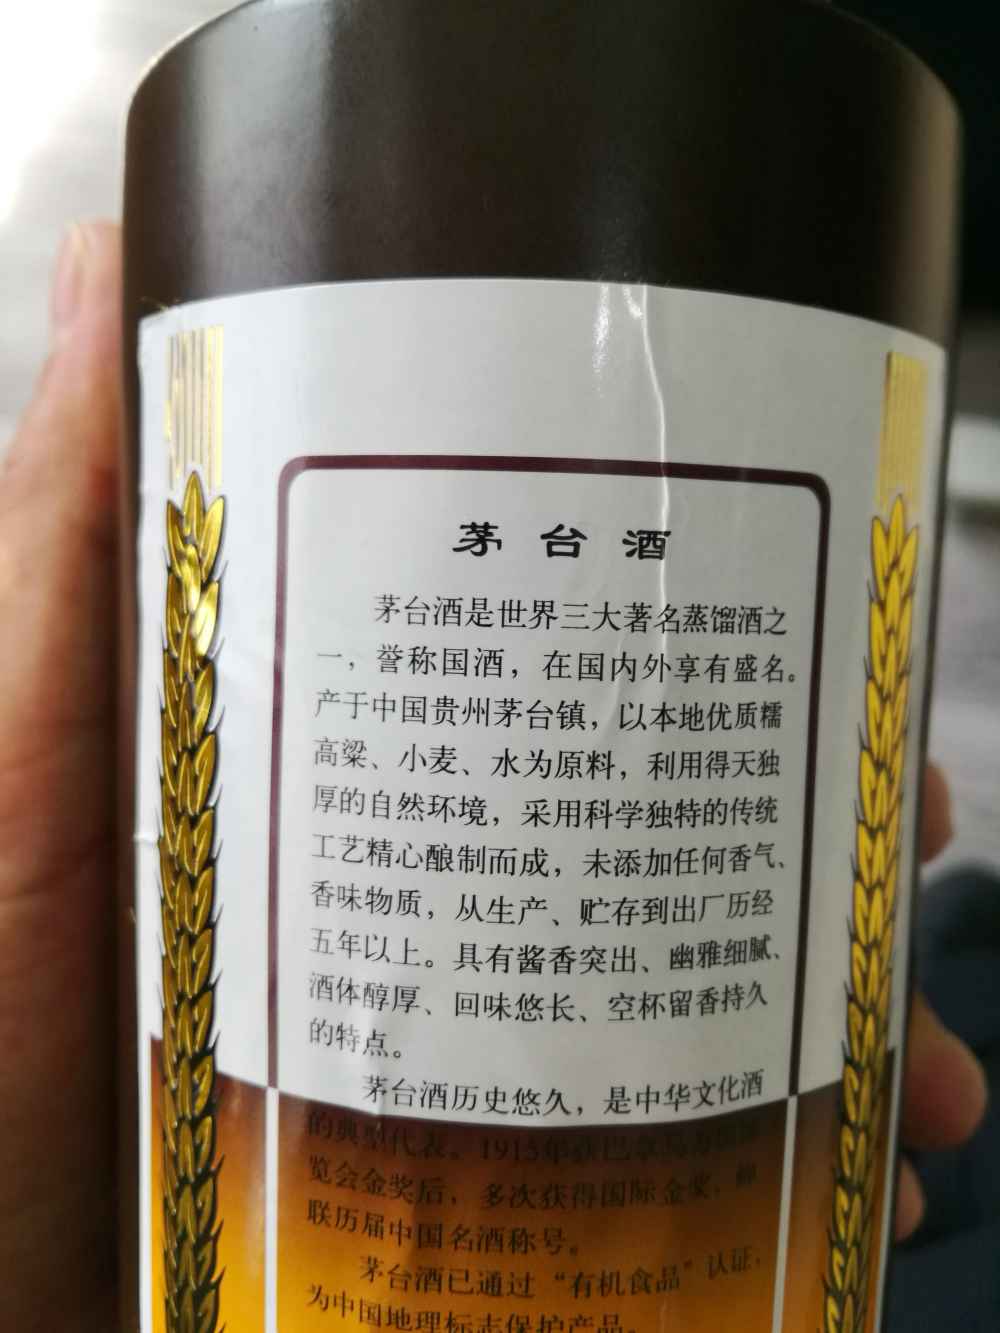 茅台酒
茅台酒是世界三大著名蒸馏酒之
一，誉称国酒，在国内外享有盛名。
产于中国贵州茅台镇，以本地优质糯
高粱、小麦、水为原料，利用得天独
厚的自然环境，采用科学独特的传统
工艺精心酿制而成，未添加任何香气、
香味物质，从生产、贮存到出厂历经
五年以上。具有酱香突出、幽雅细腻、
酒体醇厚、回味悠长、空杯留香持久
的特点。
茅台酒历史悠久，是中华文化酒
的典型代表。1915年获巴拿马万国博
览会金奖后，多次获得国际金奖，蝉
联历届中国名酒称号。
茅台酒已通过“有机食品”认证，
为中国地理标志保护产品。